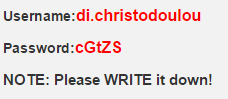 Username:di.christodoulou
Password:cGtZS
NOTE: Please WRITE it down!